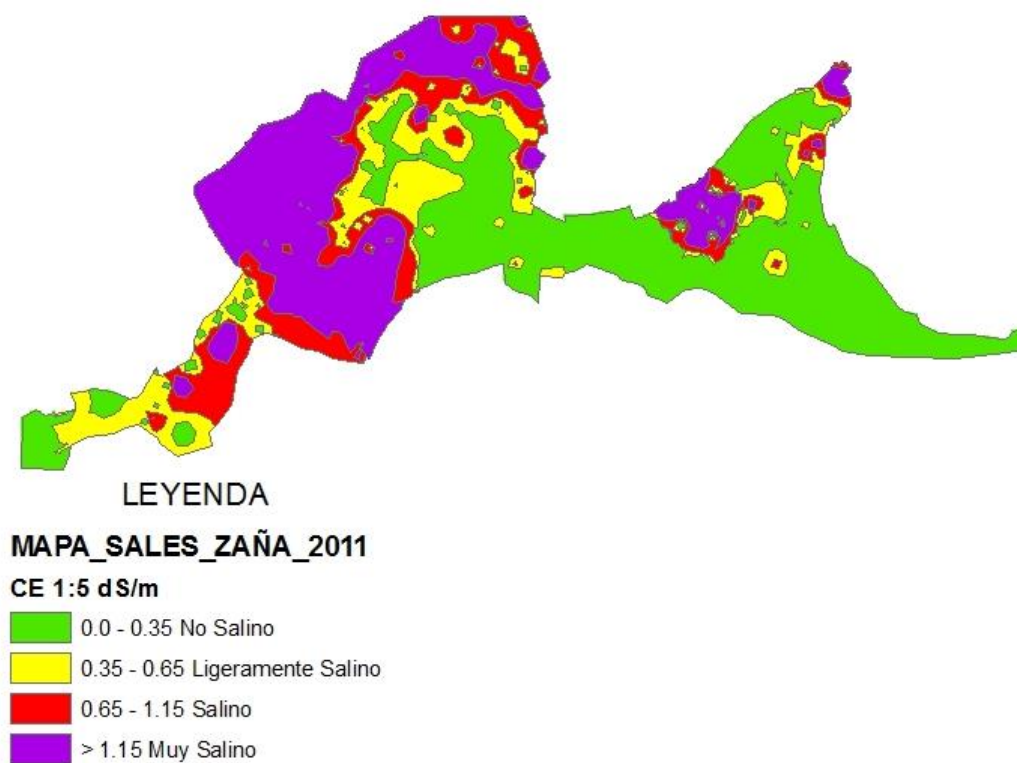 LEYENDA
MAPA_SALES_ZAÑA_2011
CE 1:5 dS/m
0.0 - 0.35 No Salino
0.35 - 0.65 Ligeramente Salino
0.65 - 1.15 Salino
> 1.15 Muy Salino